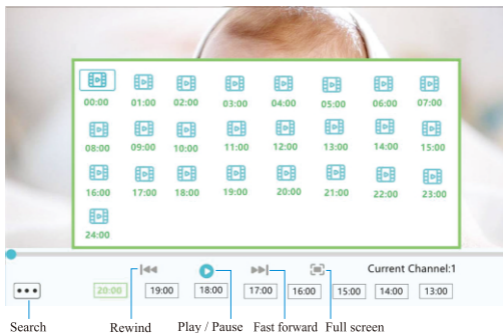 00:00 01:00 02:00 03:00 04:00 05:00 06:00 07:00
08:00 09:00 10:00 11:00 12:00 13:00 14:00 15:00
16:00 17:00 18:00 19:00 20:00 21:00 22:00 23:00
24:00
Current Channel:1
20:00 19:00 18:00 17:00 16:00 15:00 14:00 13:00
Search Rewind Play / Pause Fast forward Full screen